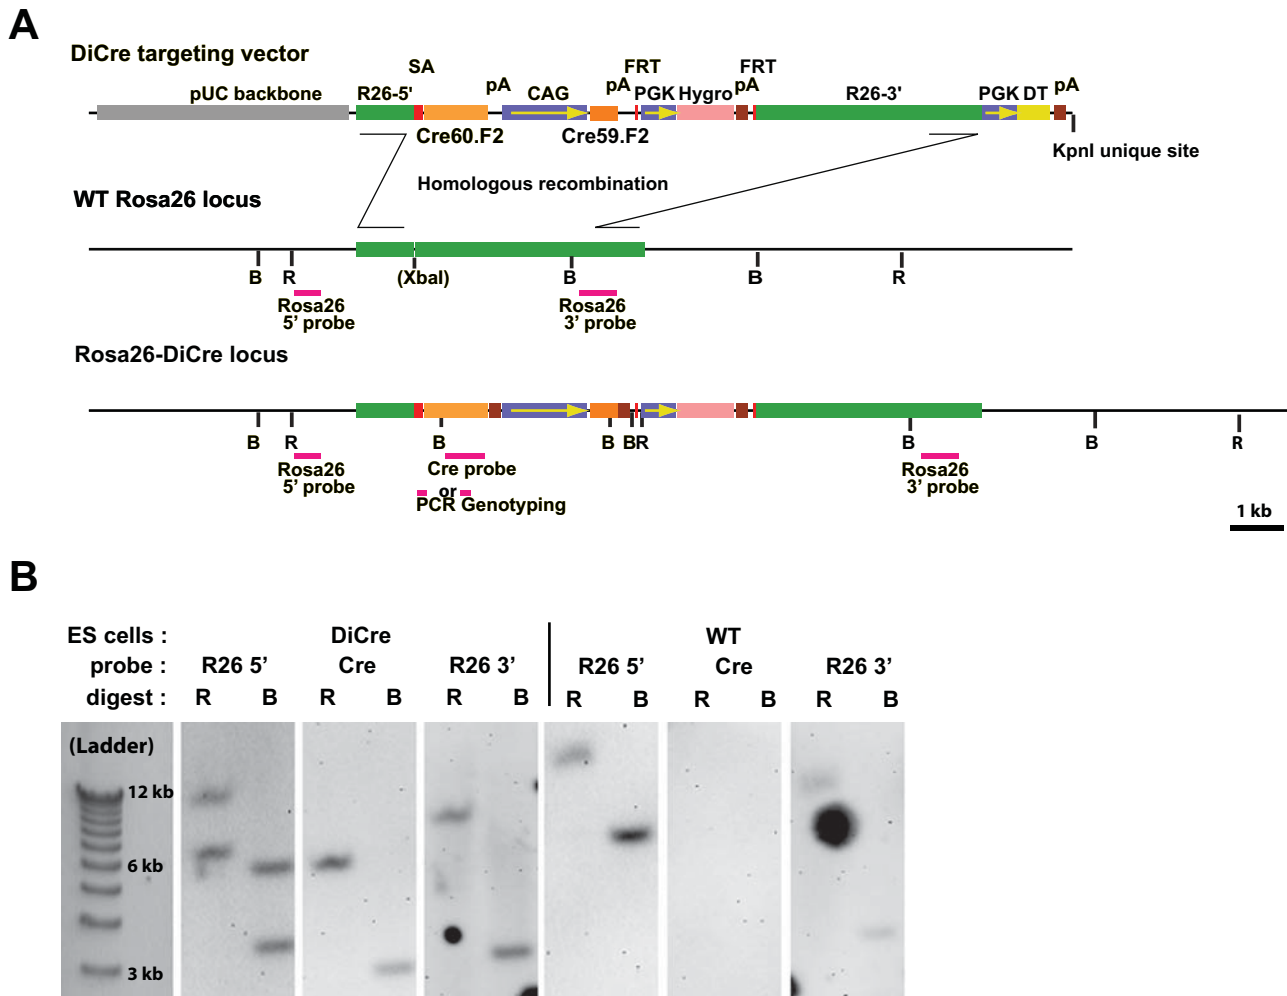 A
DiCre targeting vector
SA
FRT
FRT
pUC backbone
R26-5'
pA
CAG
pA
PGK
Hygro
pA
R26-3'
PGK DT
pA
Cre60.F2
Cre59.F2
KpnI unique site
Homologous recombination
WT Rosa26 locus
B
R
(XbaI)
B
B
R
Rosa26
5’ probe
Rosa26
3’ probe
Rosa26-DiCre locus
B
R
B
B
BR
B
B
R
Rosa26
5’ probe
Cre probe
or
PCR Genotyping
Rosa26
3’ probe
1 kb
B
ES cells : DiCre WT
probe : R26 5’ Cre R26 3’ R26 5’ Cre R26 3’
digest : R B R B R B R B R B R B
(Ladder)
12 kb
6 kb
3 kb